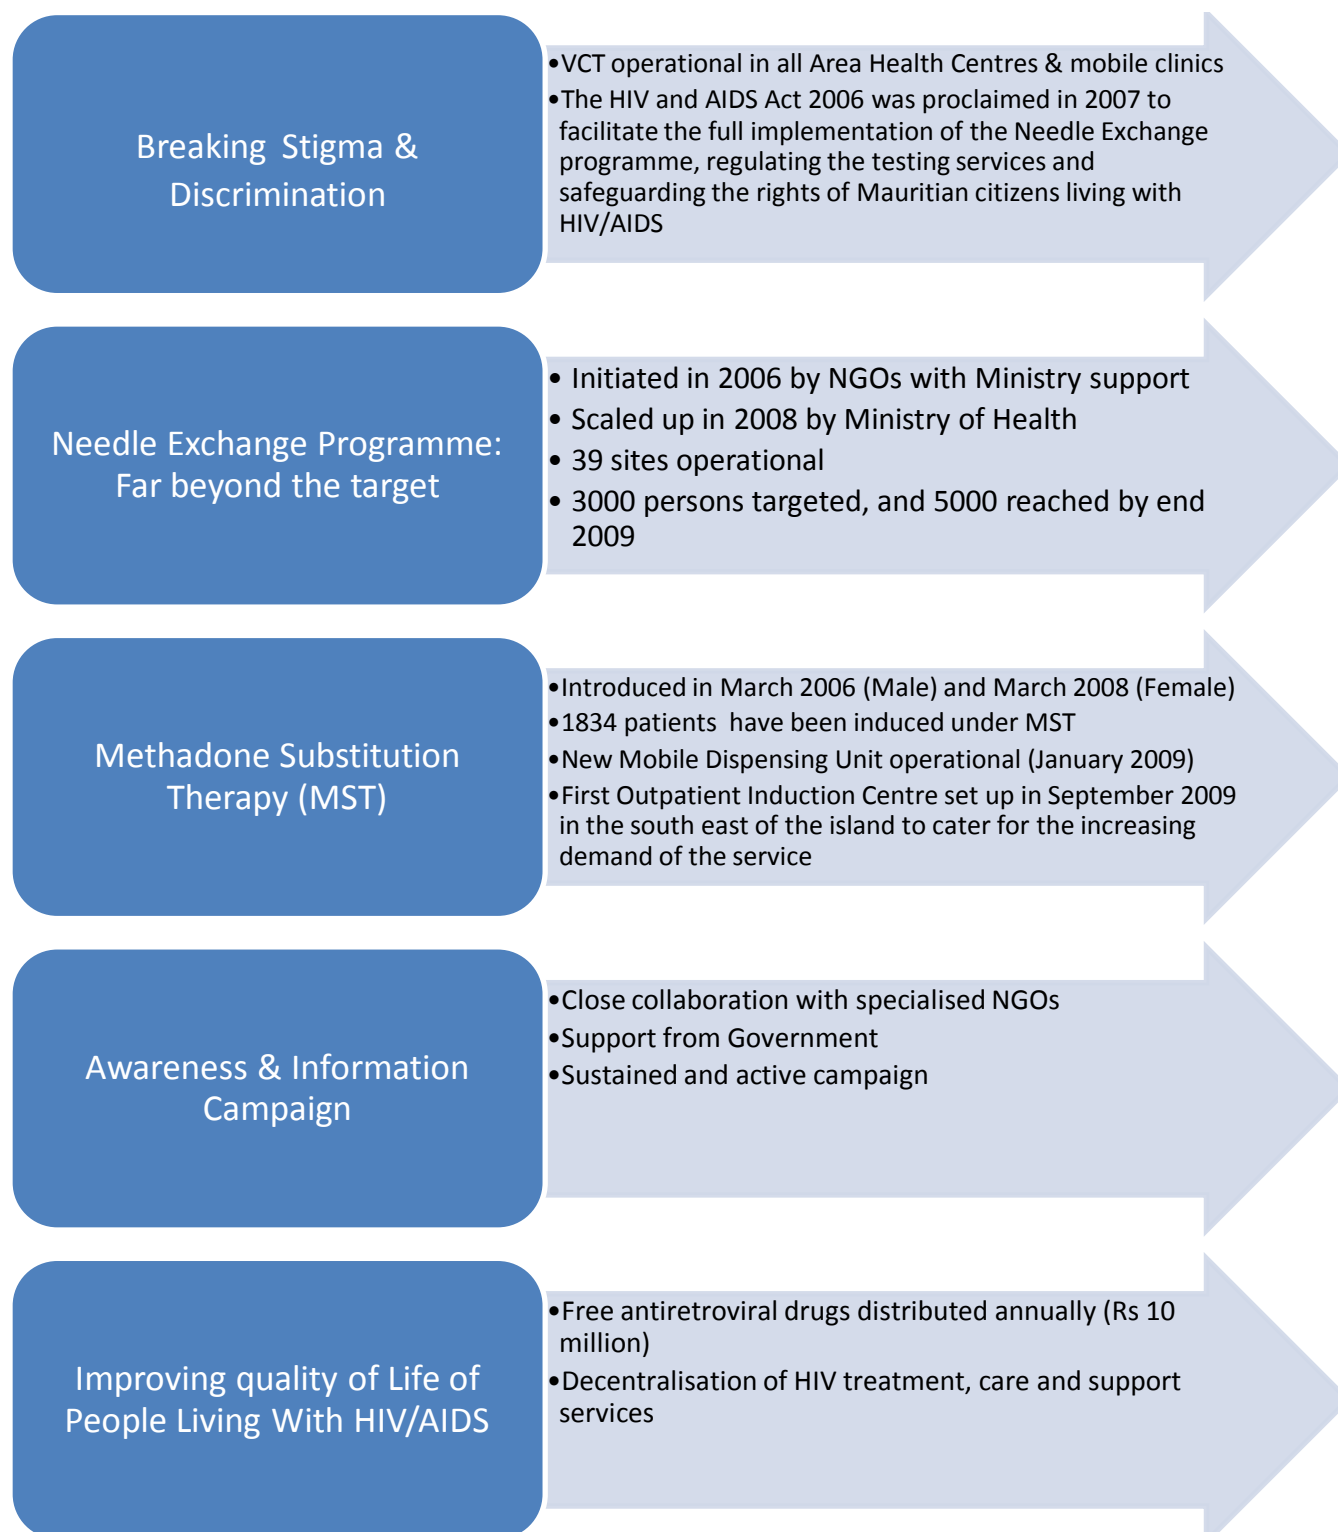 Breaking Stigma &
Discrimination
•VCT operational in all Area Health Centres & mobile clinics
•The HIV and AIDS Act 2006 was proclaimed in 2007 to
facilitate the full implementation of the Needle Exchange
programme, regulating the testing services and
safeguarding the rights of Mauritian citizens living with
HIV/AIDS
Needle Exchange Programme:
Far beyond the target
• Initiated in 2006 by NGOs with Ministry support
• Scaled up in 2008 by Ministry of Health
• 39 sites operational
• 3000 persons targeted, and 5000 reached by end
2009
Methadone Substitution
Therapy (MST)
•Introduced in March 2006 (Male) and March 2008 (Female)
•1834 patients have been induced under MST
•New Mobile Dispensing Unit operational (January 2009)
•First Outpatient Induction Centre set up in September 2009
in the south east of the island to cater for the increasing
demand of the service
Awareness & Information
Campaign
•Close collaboration with specialised NGOs
•Support from Government
•Sustained and active campaign
Improving quality of Life of
People Living With HIV/AIDS
•Free antiretroviral drugs distributed annually (Rs 10
million)
•Decentralisation of HIV treatment, care and support
services